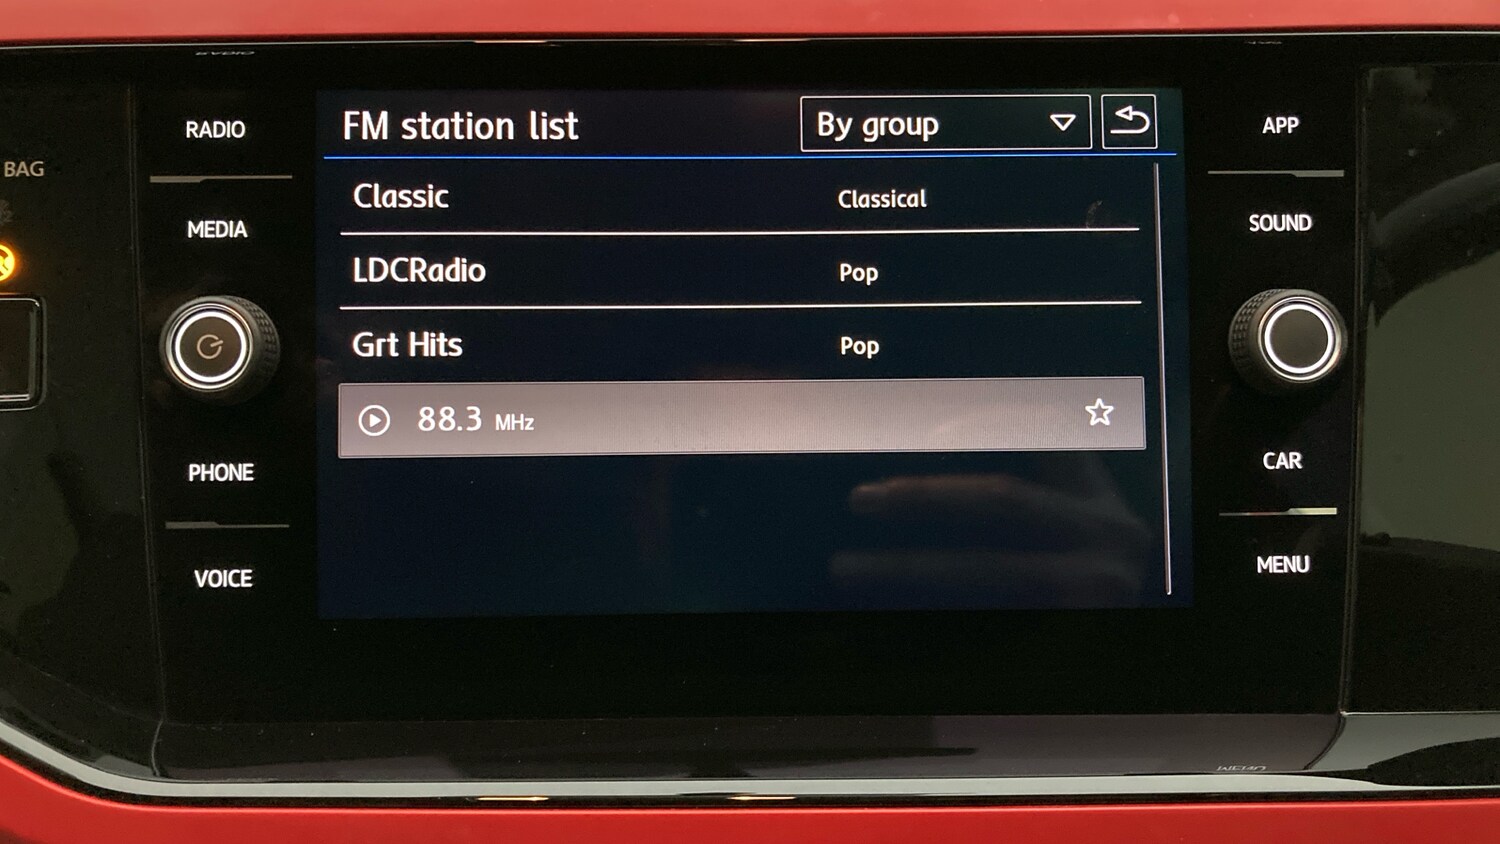 RADIO
MEDIA
PHONE
VOICE
BAG
FM station list
By group
Classic Classical
LDCRadio Pop
Grt Hits Pop
88.3 MHz
APP
SOUND
CAR
MENU